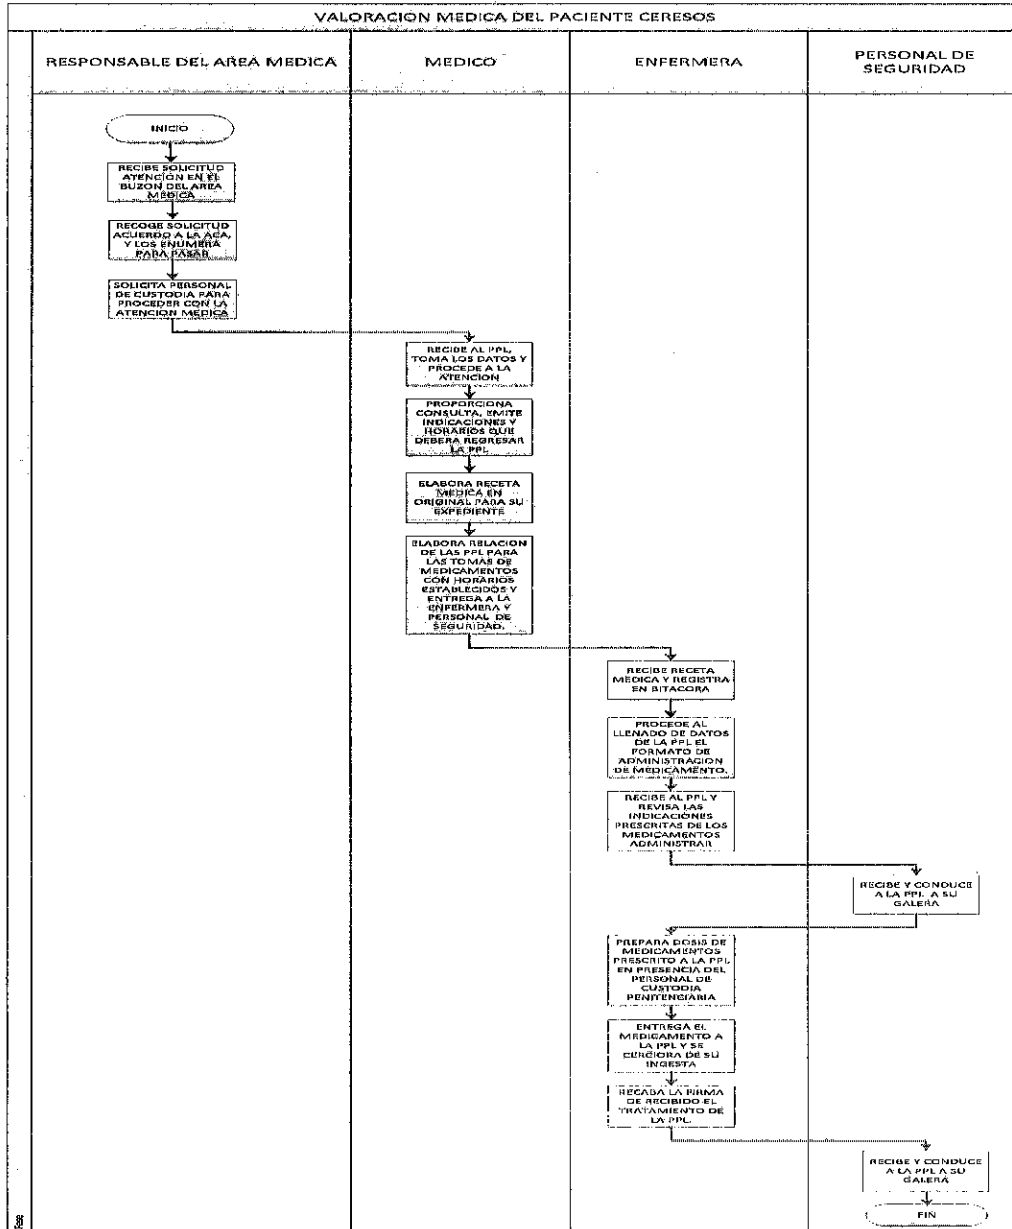 VALORACION MEDICA DEL PACIENTE CERESOS
RESPONSABLE DEL AREA MEDICA
MEDICO
ENFERMERA
PERSONAL DE
SEGURIDAD
INICIO
RECIBE SOLICITUD
ATENCIÓN EN EL
BUZON DEL AREA
MEDICA
RECOGE SOLICITUD
ACUERDO A LA ACA,
Y LOS ENUMERA
PARA PASAR
SOLICITA PERSONAL
DE CUSTODIA PARA
PROCEDER CON LA
ATENCION MEDICA
RECIBE AL PPL,
TOMA LOS DATOS Y
PROCEDE A LA
ATENCION
PROPORCIONA
CONSULTA, EMITE
INDICACIONES Y
HORARIOS QUE
DEBERA REGRESAR
LA PPL
ELABORA RECETA
MEDICA EN
ORIGINAL PARA SU
EXPEDIENTE
ELABORA RELACION
DE LAS PPL PARA
LAS TOMAS DE
MEDICAMENTOS
CON HORARIOS
ESTABLECIDOS Y
ENTREGA A LA
ENFERMERA Y
PERSONAL DE
SEGURIDAD.
RECIBE RECETA
MEDICA Y REGISTRA
EN BITACORA
PROCEDE AL
LLENADO DE DATOS
DE LA PPL EL
FORMATO DE
ADMINISTRACION
DE MEDICAMENTO.
RECIBE AL PPL Y
REVISA LAS
INDICACIONES
PRESCRITAS DE LOS
MEDICAMENTOS
ADMINISTRAR
RECIBE Y CONDUCE
A LA PPL A SU
GALERA
PREPARA DOSIS DE
MEDICAMENTOS
PRESCRITO A LA PPL
EN PRESENCIA DEL
PERSONAL DE
CUSTODIA
PENITENCIARIA
ENTREGA EL
MEDICAMENTO A
LA PPL Y SE
CERCIORA DE SU
INGESTA
RECABA LA FIRMA
DE RECIBIDO EL
TRATAMIENTO DE
LA PPL.
RECIBE Y CONDUCE
A LA PPL A SU
GALERA
FIN
Fase